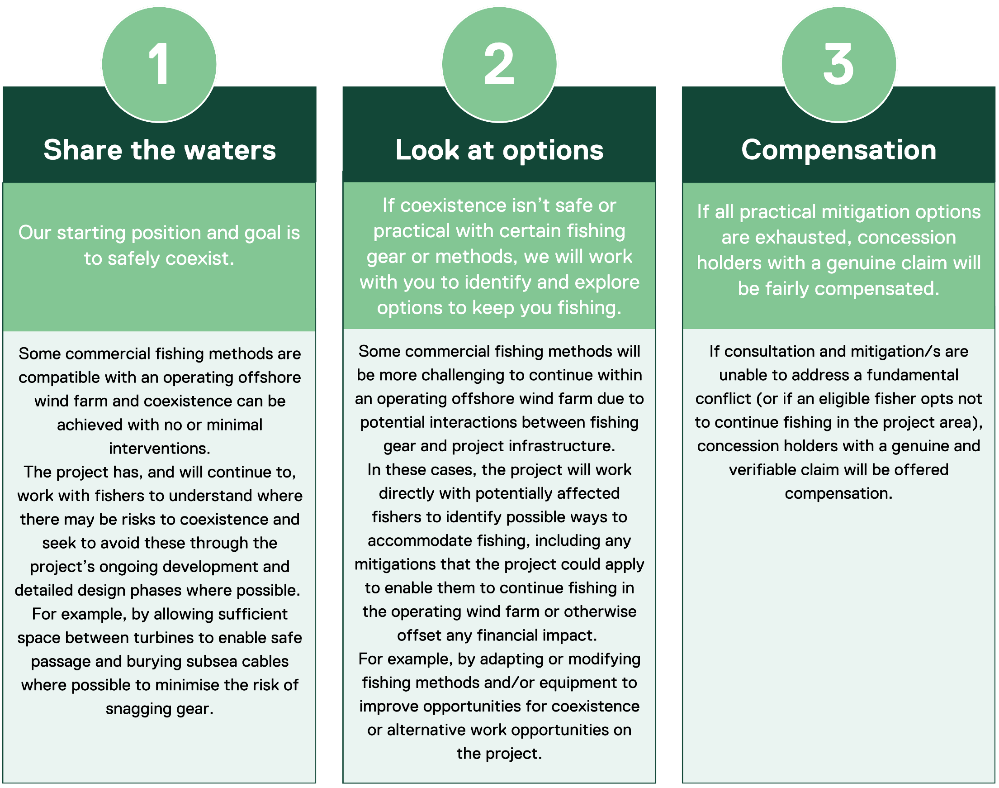 1
Share the waters
Our starting position and goal is
to safely coexist.
Some commercial fishing methods are
compatible with an operating offshore
wind farm and coexistence can be
achieved with no or minimal
interventions.
The project has, and will continue to,
work with fishers to understand where
there may be risks to coexistence and
seek to avoid these through the
project’s ongoing development and
detailed design phases where possible.
For example, by allowing sufficient
space between turbines to enable safe
passage and burying subsea cables
where possible to minimise the risk of
snagging gear.
2
Look at options
If coexistence isn’t safe or
practical with certain fishing
gear or methods, we will work
with you to identify and explore
options to keep you fishing.
Some commercial fishing methods will
be more challenging to continue within
an operating offshore wind farm due to
potential interactions between fishing
gear and project infrastructure.
In these cases, the project will work
directly with potentially affected
fishers to identify possible ways to
accommodate fishing, including any
mitigations that the project could apply
to enable them to continue fishing in
the operating wind farm or otherwise
offset any financial impact.
For example, by adapting or modifying
fishing methods and/or equipment to
improve opportunities for coexistence
or alternative work opportunities on
the project.
3
Compensation
If all practical mitigation options
are exhausted, concession
holders with a genuine claim will
be fairly compensated.
If consultation and mitigation/s are
unable to address a fundamental
conflict (or if an eligible fisher opts not
to continue fishing in the project area),
concession holders with a genuine and
verifiable claim will be offered
compensation.